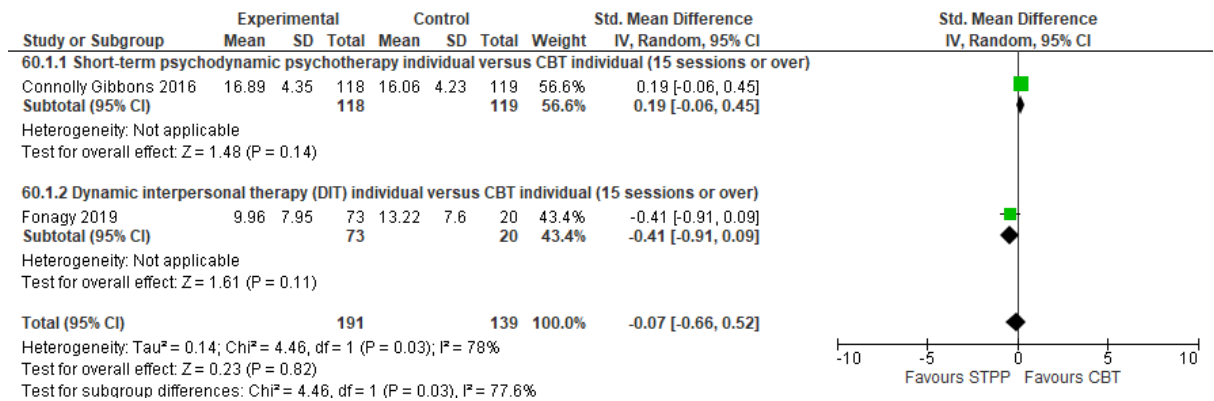 Experimental Control Std. Mean Difference Std. Mean Difference
Study or Subgroup Mean SD Total Mean SD Total Weight IV, Random, 95% CI IV, Random, 95% CI
60.1.1 Short-term psychodynamic psychotherapy individual versus CBT individual (15 sessions or over)
Connolly Gibbons 2016 16.89 4.35 118 16.06 4.23 119 56.6% 0.19 [-0.06, 0.45]
Subtotal (95% CI) 118 119 56.6% 0.19 [-0.06, 0.45]
Heterogeneity: Not applicable
Test for overall effect: Z = 1.48 (P = 0.14)
60.1.2 Dynamic interpersonal therapy (DIT) individual versus CBT individual (15 sessions or over)
Fonagy 2019 9.96 7.95 73 13.22 7.6 20 43.4% -0.41 [-0.91, 0.09]
Subtotal (95% CI) 73 20 43.4% -0.41 [-0.91, 0.09]
Heterogeneity: Not applicable
Test for overall effect: Z = 1.61 (P = 0.11)
Total (95% CI) 191 139 100.0% -0.07 [-0.66, 0.52]
Heterogeneity: Tau² = 0.14; Chi² = 4.46, df = 1 (P = 0.03); I² = 78%
Test for overall effect: Z = 0.23 (P = 0.82)
Test for subgroup differences: Chi² = 4.46, df = 1 (P = 0.03), I² = 77.6%
-10 -5 0 5 10
Favours STPP Favours CBT